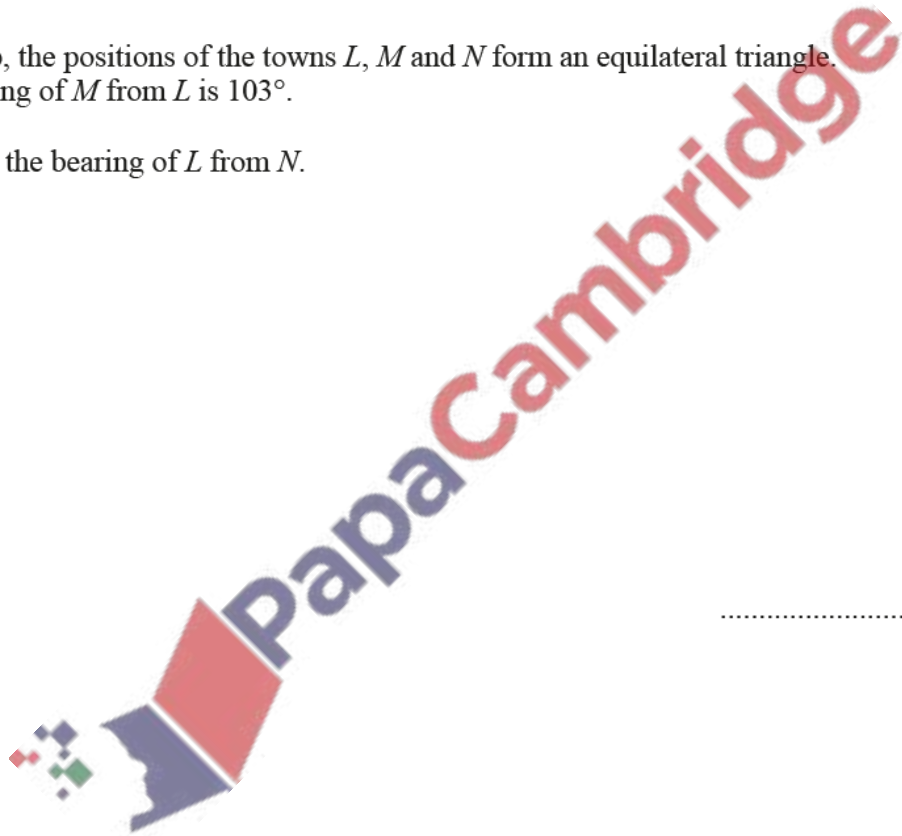 , the positions of the towns L, M and N form an equilateral triangle.
ng of M from L is 103°.
the bearing of L from N.
PapaCambridge